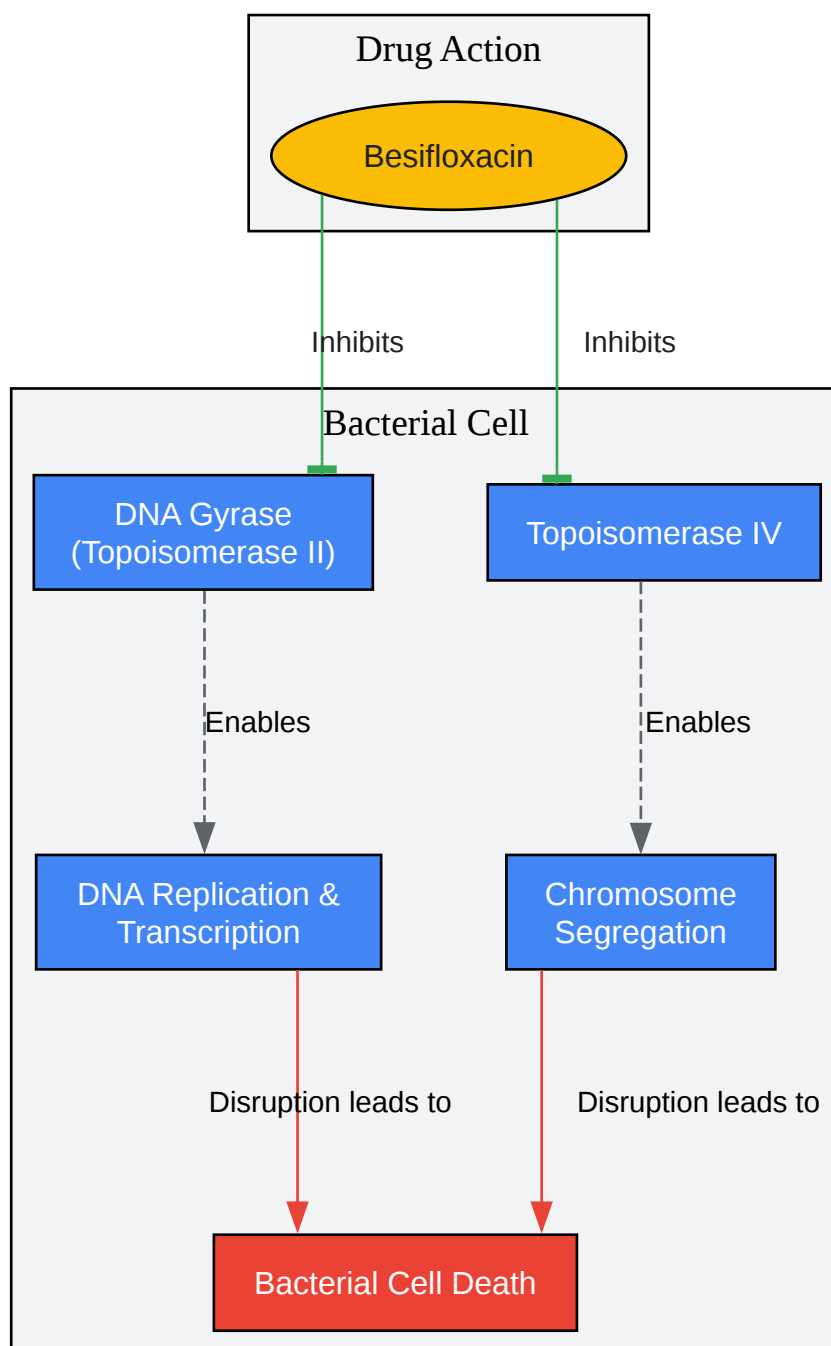 Drug Action
Besifloxacin
Inhibits
Inhibits
Bacterial Cell
DNA Gyrase
(Topoisomerase II)
Topoisomerase IV
Enables
Enables
DNA Replication &
Transcription
Chromosome
Segregation
Disruption leads to
Disruption leads to
Bacterial Cell Death